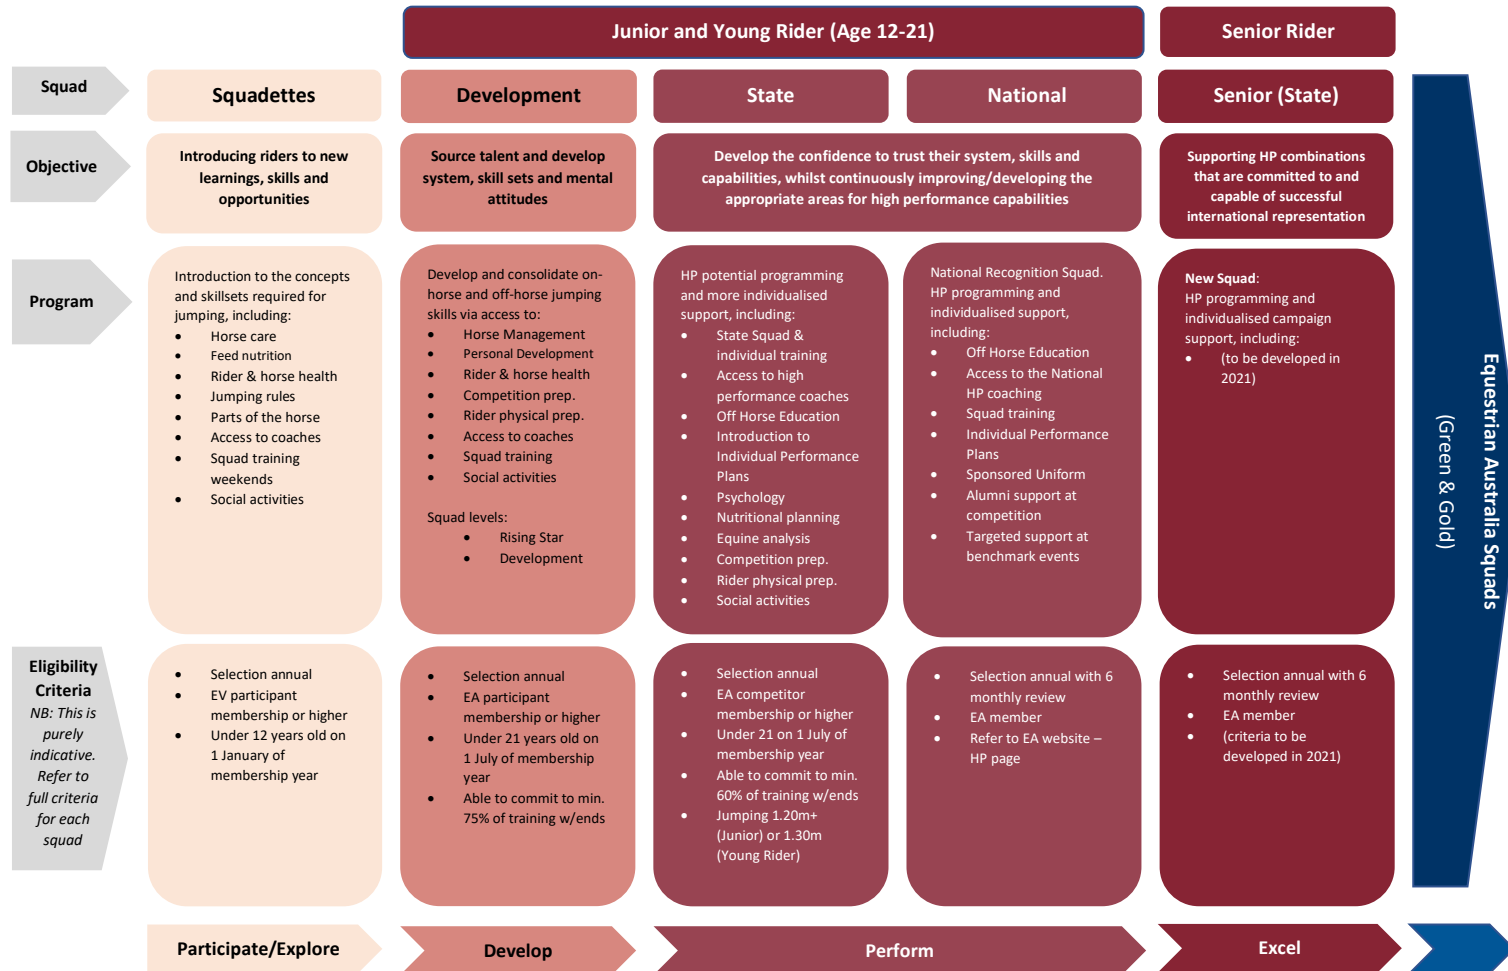 Junior and Young Rider (Age 12-21)
Senior Rider
Squad
Squadettes
Development
State
National
Senior (State)
Objective
Introducing riders to new
learnings, skills and
opportunities
Source talent and develop
system, skill sets and mental
attitudes
Develop the confidence to trust their system, skills and
capabilities, whilst continuously improving/developing the
appropriate areas for high performance capabilities
Supporting HP combinations
that are committed to and
capable of successful
international representation
Program
Introduction to the concepts
and skillsets required for
jumping, including:
• Horse care
• Feed nutrition
• Rider & horse health
• Jumping rules
• Parts of the horse
• Access to coaches
• Squad training
weekends
• Social activities
Develop and consolidate on-
horse and off-horse jumping
skills via access to:
• Horse Management
• Personal Development
• Rider & horse health
• Competition prep.
• Rider physical prep.
• Access to coaches
• Squad training
• Social activities
Squad levels:
• Rising Star
• Development
HP potential programming
and more individualised
support, including:
• State Squad &
individual training
• Access to high
performance coaches
• Off Horse Education
• Introduction to
Individual Performance
Plans
• Psychology
• Nutritional planning
• Equine analysis
• Competition prep.
• Rider physical prep.
• Social activities
National Recognition Squad.
HP programming and
individualised support,
including:
• Off Horse Education
• Access to the National
HP coaching
• Squad training
• Individual Performance
Plans
• Sponsored Uniform
• Alumni support at
competition
• Targeted support at
benchmark events
New Squad:
HP programming and
individualised campaign
support, including:
• (to be developed in
2021)
Eligibility
Criteria
NB: This is
purely
indicative.
Refer to
full criteria
for each
squad
• Selection annual
• EV participant
membership or higher
• Under 12 years old on
1 January of
membership year
• Selection annual
• EA participant
membership or higher
• Under 21 years old on
1 July of membership
year
• Able to commit to min.
75% of training w/ends
• Selection annual
• EA competitor
membership or higher
• Under 21 on 1 July of
membership year
• Able to commit to min.
60% of training w/ends
• Jumping 1.20m+
(Junior) or 1.30m
(Young Rider)
• Selection annual with 6
monthly review
• EA member
• Refer to EA website –
HP page
• Selection annual with 6
monthly review
• EA member
• (criteria to be
developed in 2021)
Equestrian Australia Squads
(Green & Gold)
Participate/Explore
Develop
Perform
Excel